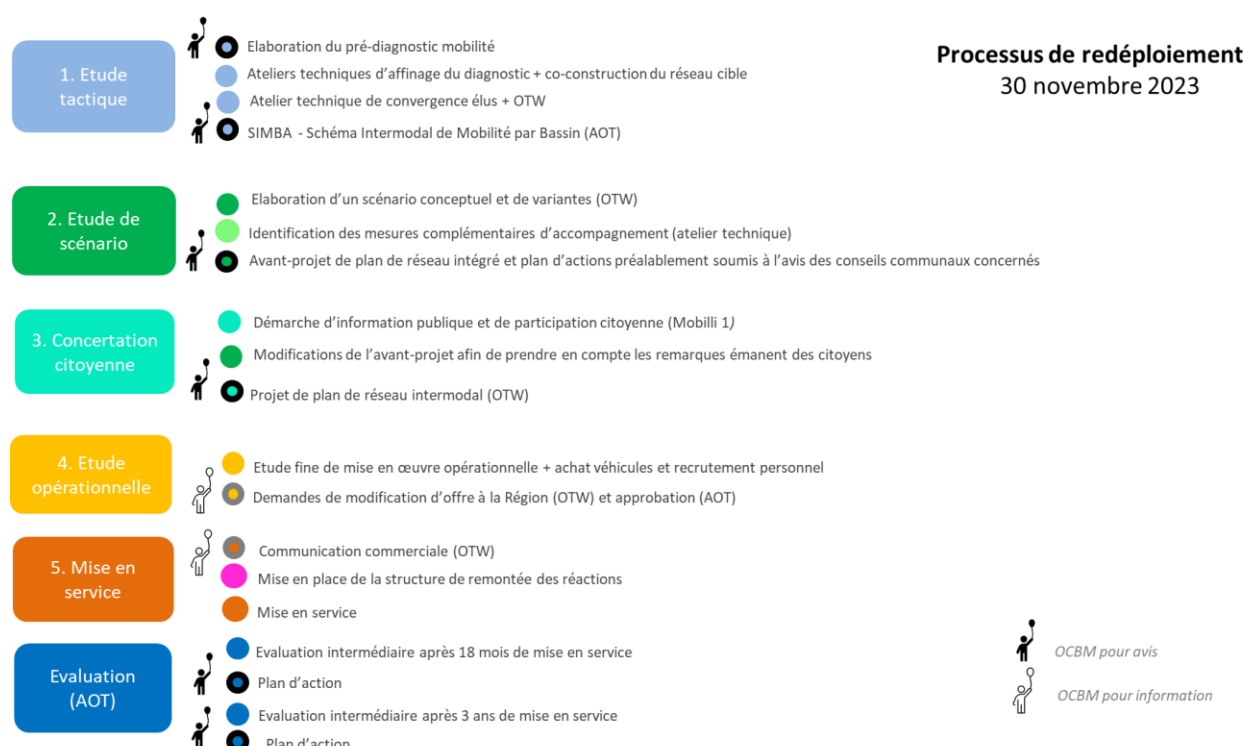 Processus de redéploiement
30 novembre 2023
1. Etude
tactique
Elaboration du pré-diagnostic mobilité
Ateliers techniques d'affinage du diagnostic + co-construction du réseau cible
Atelier technique de convergence élus + OTW
SIMBA - Schéma Intermodal de Mobilité par Bassin (AOT)
2. Etude de
scénario
Elaboration d'un scénario conceptuel et de variantes (OTW)
Identification des mesures complémentaires d'accompagnement (atelier technique)
Avant-projet de plan de réseau intégré et plan d'actions préalablement soumis à l'avis des conseils communaux concernés
3. Concertation
citoyenne
Démarche d'information publique et de participation citoyenne (Mobilli 1)
Modifications de l'avant-projet afin de prendre en compte les remarques émanant des citoyens
Projet de plan de réseau intermodal (OTW)
4. Etude
opérationnelle
Etude fine de mise en œuvre opérationnelle + achat véhicules et recrutement personnel
Demandes de modification d'offre à la Région (OTW) et approbation (AOT)
5. Mise en
service
Communication commerciale (OTW)
Mise en place de la structure de remontée des réactions
Mise en service
Evaluation
(AOT)
Evaluation intermédiaire après 18 mois de mise en service
Plan d'action
Evaluation intermédiaire après 3 ans de mise en service
Plan d'action
OCBM pour avis
OCBM pour information